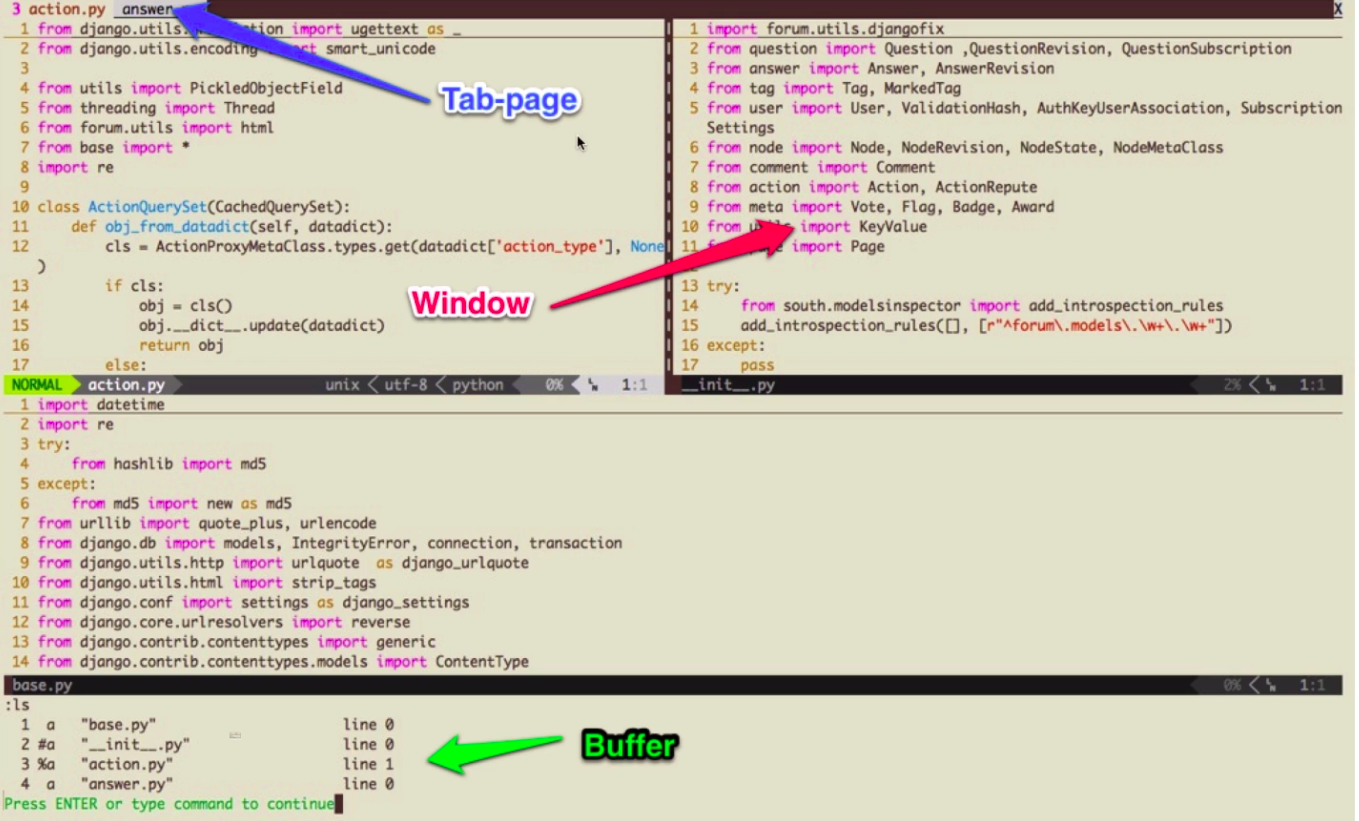 3 action.py answer X
1 from django.utils. tion import ugettext as _
2 from django.utils.encoding import smart_unicode
3
4 from utils import PickledObjectField
5 from threading import Thread
6 from forum.utils import html
7 from base import *
8 import re
9
10 class ActionQuerySet(CachedQuerySet):
11 def obj_from_datadict(self, datadict):
12 cls = ActionProxyMetaClass.types.get(datadict['action_type'], None
)
13 if cls:
14 obj = cls()
15 obj.__dict__.update(datadict)
16 return obj
17 else:
NORMAL action.py unix < utf-8 < python 0% < 1:1
1 import forum.utils.djangofix
2 from question import Question ,QuestionRevision, QuestionSubscription
3 from answer import Answer, AnswerRevision
4 from tag import Tag, MarkedTag
5 from user import User, ValidationHash, AuthKeyUserAssociation, Subscription
Settings
6 from node import Node, NodeRevision, NodeState, NodeMetaClass
7 from comment import Comment
8 from action import Action, ActionRepute
9 from meta import Vote, Flag, Badge, Award
10 from utils import KeyValue
11 import Page
13 try:
14 from south.modelsinspector import add_introspection_rules
15 add_introspection_rules([], [r"^forum\.models\.\w+\.\w+"])
16 except:
17 pass
__init__.py 2% < 1:1
Tab-page
Window
1 import datetime
2 import re
3 try:
4 from hashlib import md5
5 except:
6 from md5 import new as md5
7 from urllib import quote_plus, urlencode
8 from django.db import models, IntegrityError, connection, transaction
9 from django.utils.http import urlquote as django_urlquote
10 from django.utils.html import strip_tags
11 from django.conf import settings as django_settings
12 from django.core.urlresolvers import reverse
13 from django.contrib.contenttypes import generic
14 from django.contrib.contenttypes.models import ContentType
base.py 0% < 1:1
:ls
1 a "base.py" line 0
2 #a "__init__.py" line 0
3 %a "action.py" line 1
4 a "answer.py" line 0
Buffer
Press ENTER or type command to continue